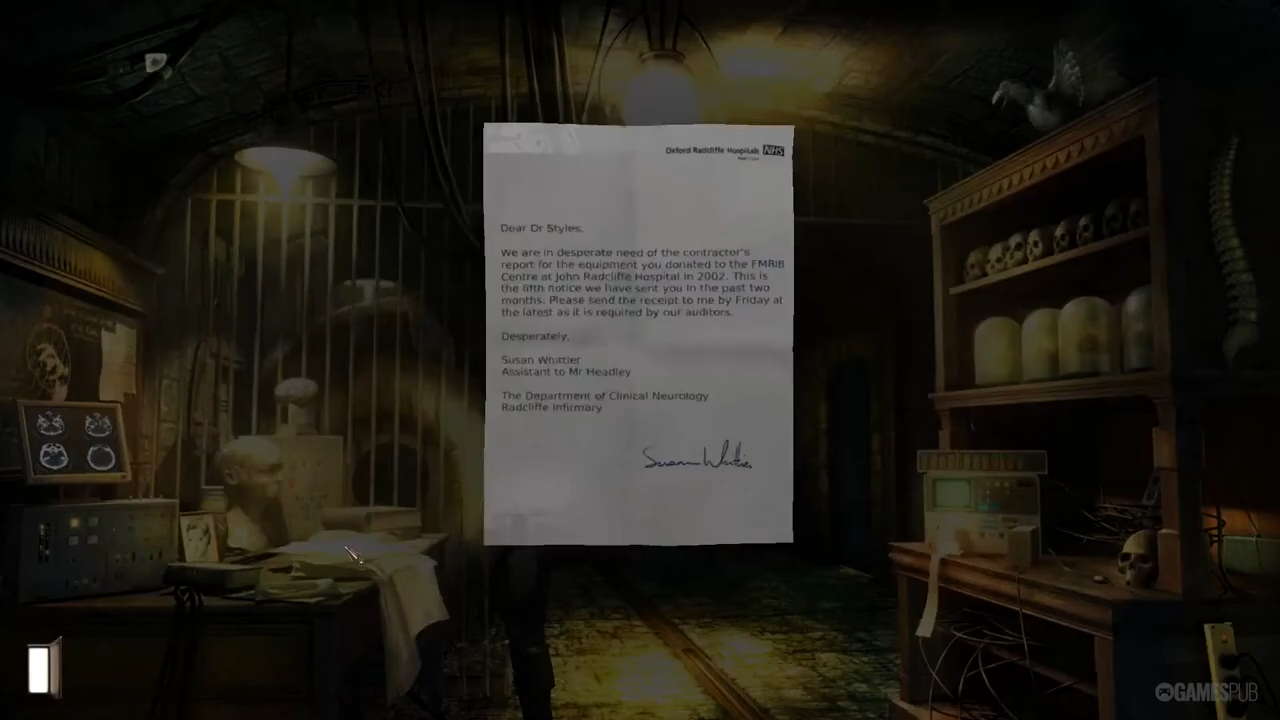 Oxford Radcliffe Hospitals NHS
Dear Dr Styles,
We are in desperate need of the contractor's
report for the equipment you donated to the FMRIB
Centre at John Radcliffe Hospital in 2002. This is
the fifth notice we have sent you in the past two
months. Please send the receipt to me by Friday at
the latest as it is required by our auditors.
Desperately,
Susan Whittier
Assistant to Mr Headley
The Department of Clinical Neurology
Radcliffe Infirmary
Susan Whittier
GAMESPUB